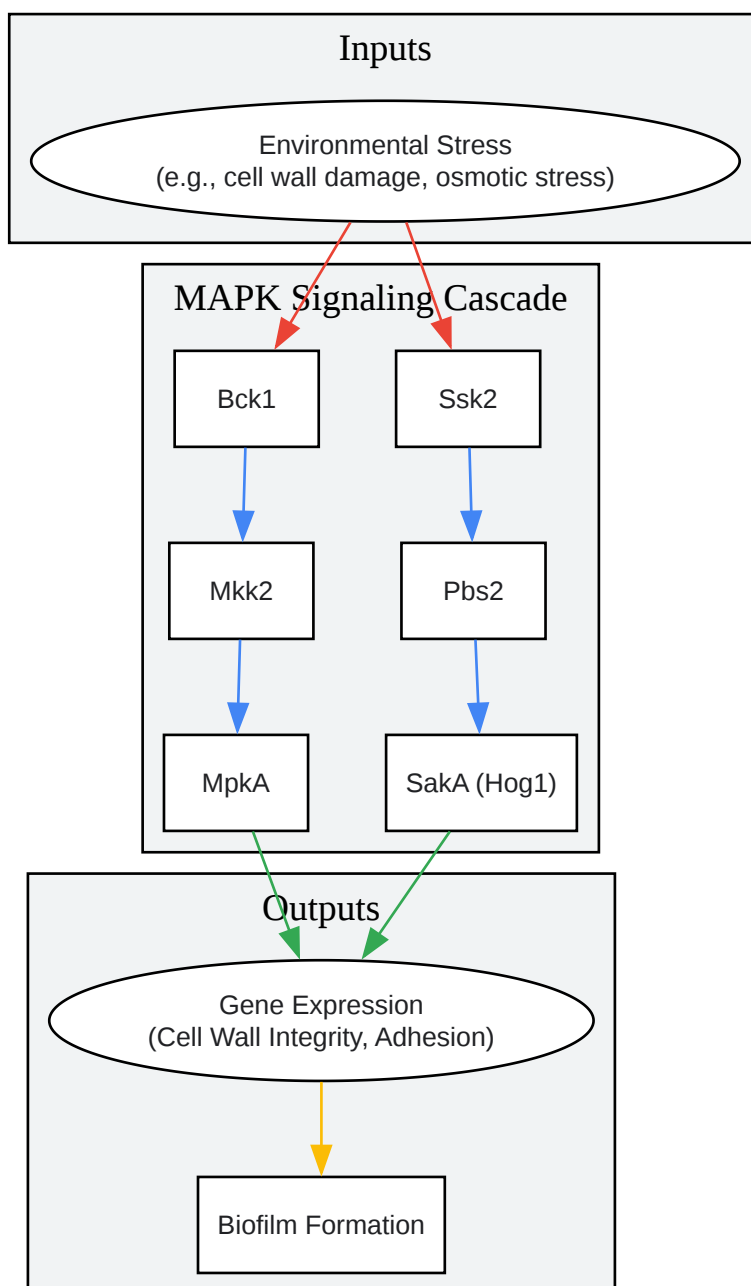 Inputs
Environmental Stress
(e.g., cell wall damage, osmotic stress)
MAPK Signaling Cascade
Bck1
Ssk2
Mkk2
Pbs2
MpkA
SakA (Hog1)
Outputs
Gene Expression
(Cell Wall Integrity, Adhesion)
Biofilm Formation